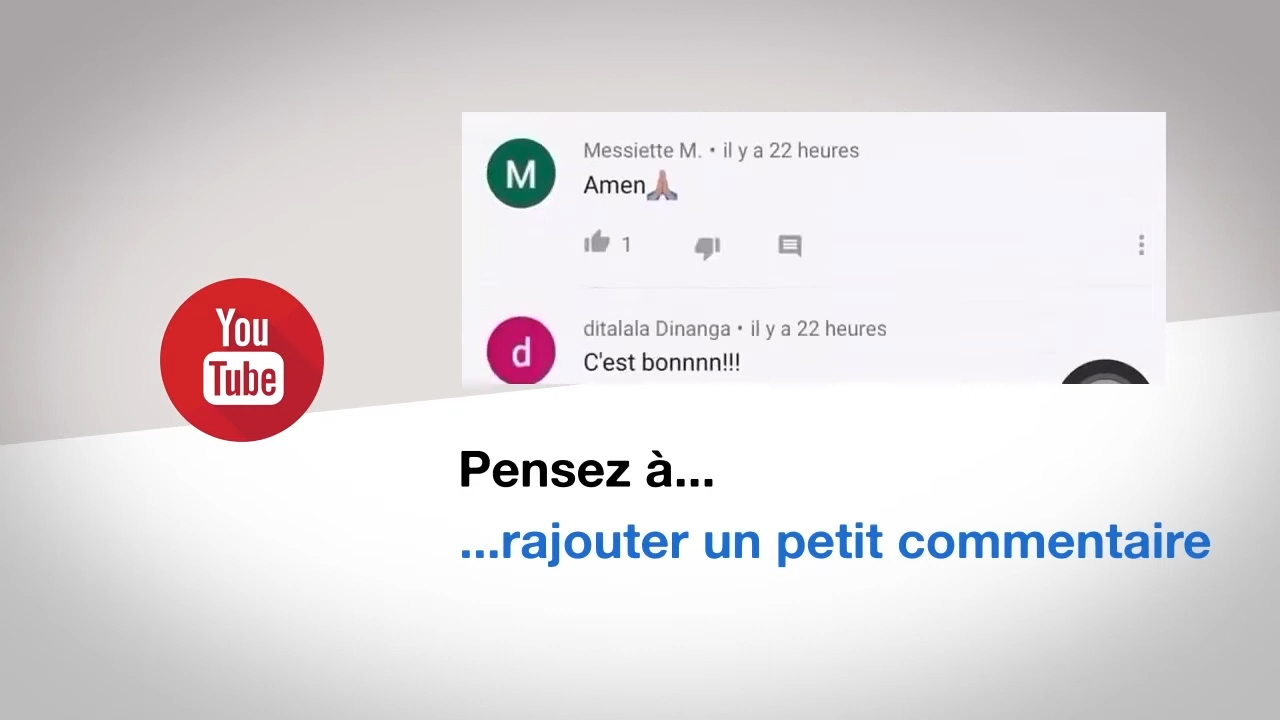 M
Messiette M. • il y a 22 heures
Amen🙏🏽
1
d
ditalala Dinanga • il y a 22 heures
C'est bonnnn!!!
You
Tube
Pensez à...
...rajouter un petit commentaire